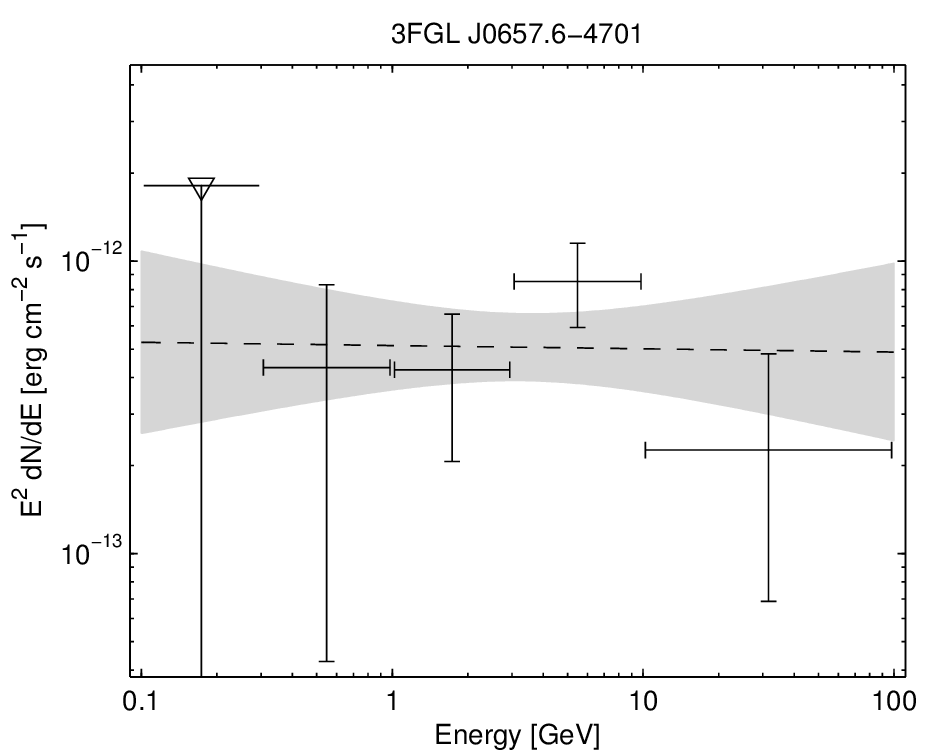 3FGL J0657.6−4701
E² dN/dE [erg cm⁻² s⁻¹]
10⁻¹²
10⁻¹³
0.1 1 10 100
Energy [GeV]